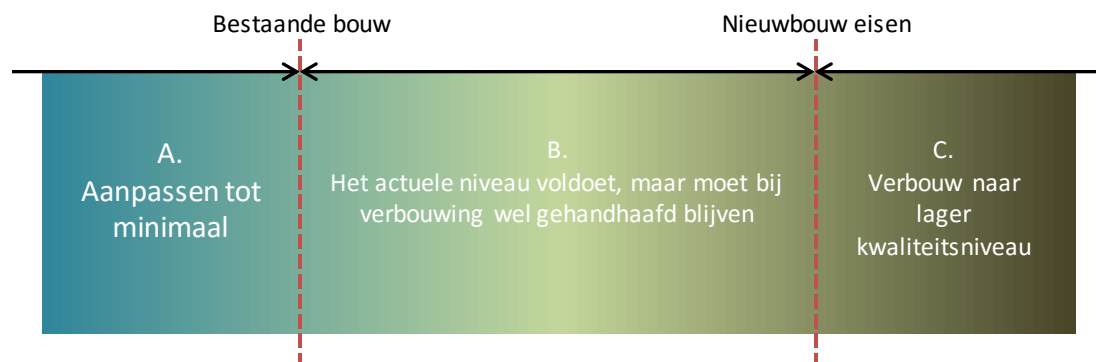 Bestaande bouw
Nieuwbouw eisen
A.
Aanpassen tot
minimaal
B.
Het actuele niveau voldoet, maar moet bij
verbouwing wel gehandhaafd blijven
C.
Verbouw naar
lager
kwaliteitsniveau